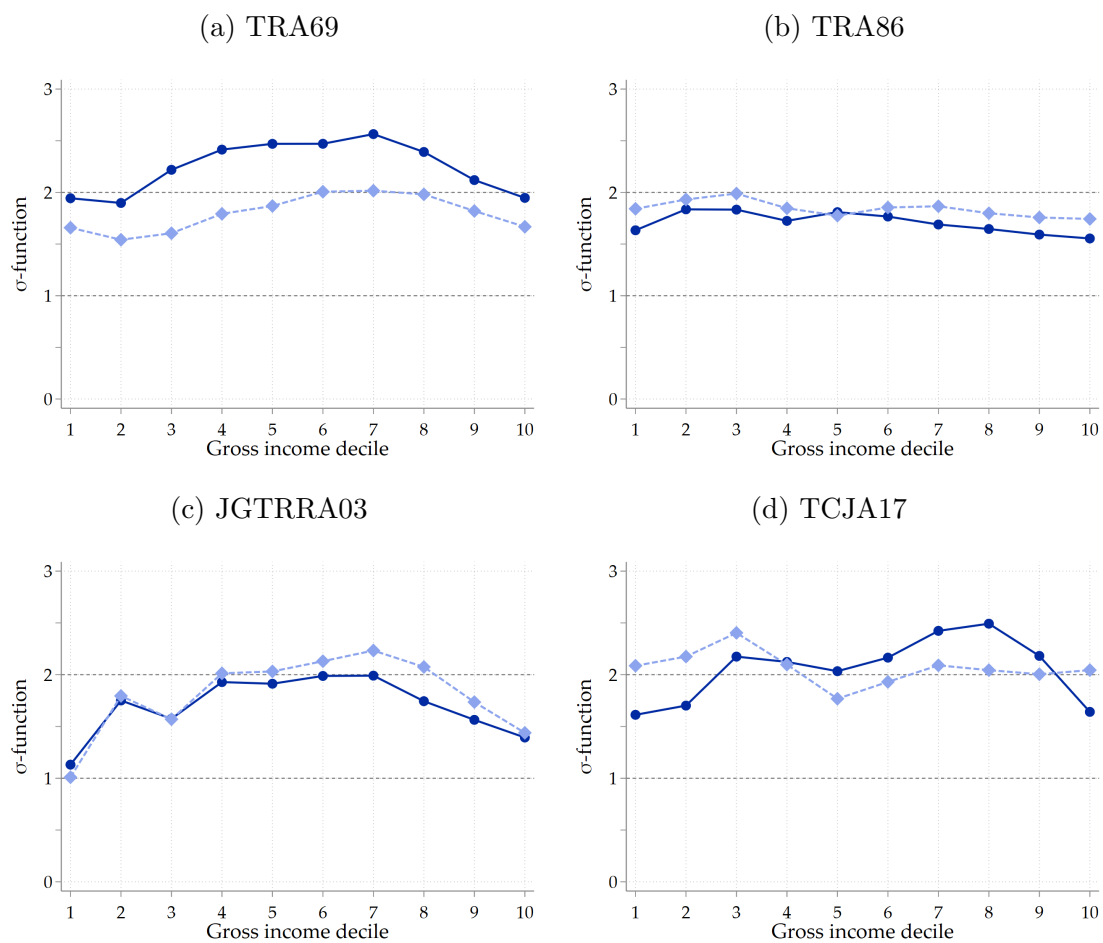 (a) TRA69
3
2
1
0
σ-function
1 2 3 4 5 6 7 8 9 10
Gross income decile
(b) TRA86
3
2
1
0
σ-function
1 2 3 4 5 6 7 8 9 10
Gross income decile
(c) JGTRRA03
3
2
1
0
σ-function
1 2 3 4 5 6 7 8 9 10
Gross income decile
(d) TCJA17
3
2
1
0
σ-function
1 2 3 4 5 6 7 8 9 10
Gross income decile